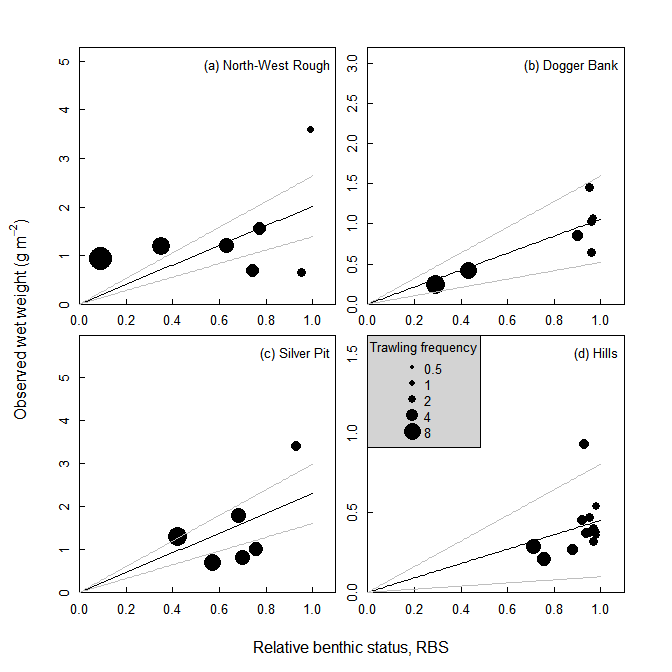 (a) North-West Rough
(b) Dogger Bank
5
4
3
2
1
0
0.0 0.2 0.4 0.6 0.8 1.0
3.0
2.5
2.0
1.5
1.0
0.5
0.0
0.0 0.2 0.4 0.6 0.8 1.0
Observed wet weight (g m−2)
(c) Silver Pit
5
4
3
2
1
0
0.0 0.2 0.4 0.6 0.8 1.0
Trawling frequency
0.5
1
2
4
8
(d) Hills
1.5
1.0
0.5
0.0
0.0 0.2 0.4 0.6 0.8 1.0
Relative benthic status, RBS